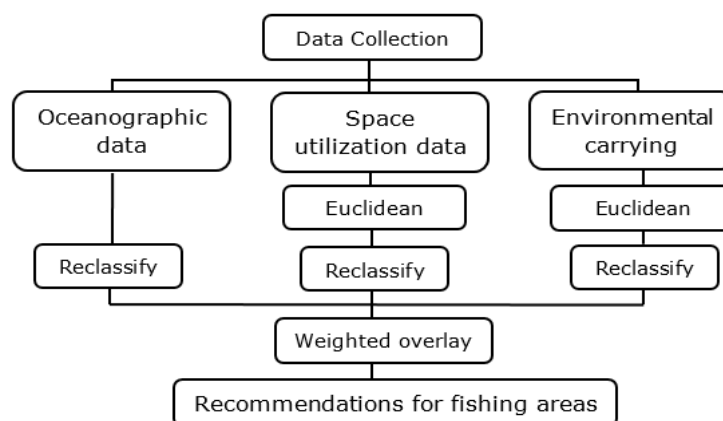 Data Collection
Oceanographic
data
Space
utilization data
Environmental
carrying
Euclidean
Euclidean
Reclassify
Reclassify
Reclassify
Weighted overlay
Recommendations for fishing areas